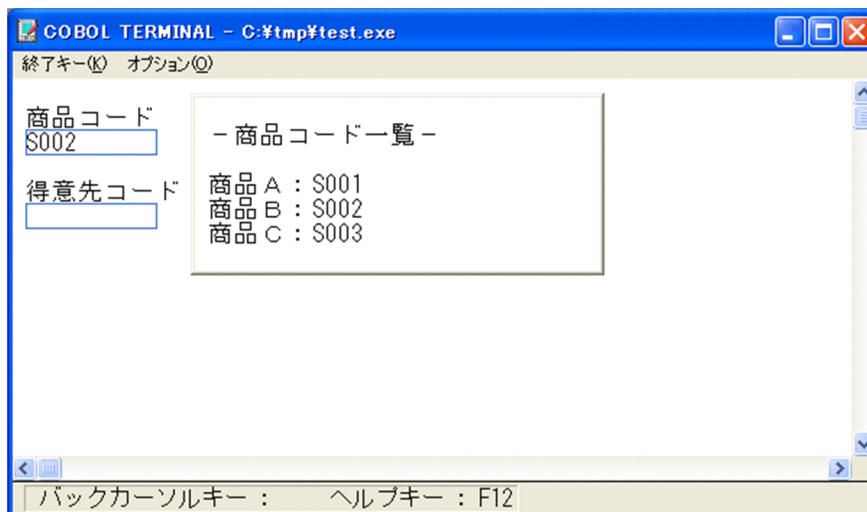 COBOL TERMINAL - C:¥tmp¥test.exe
終了キー(K) オプション(O)
商品コード
S002
得意先コード
－商品コード一覧－
商品Ａ：S001
商品Ｂ：S002
商品Ｃ：S003
バックカーソルキー： ヘルプキー：F12